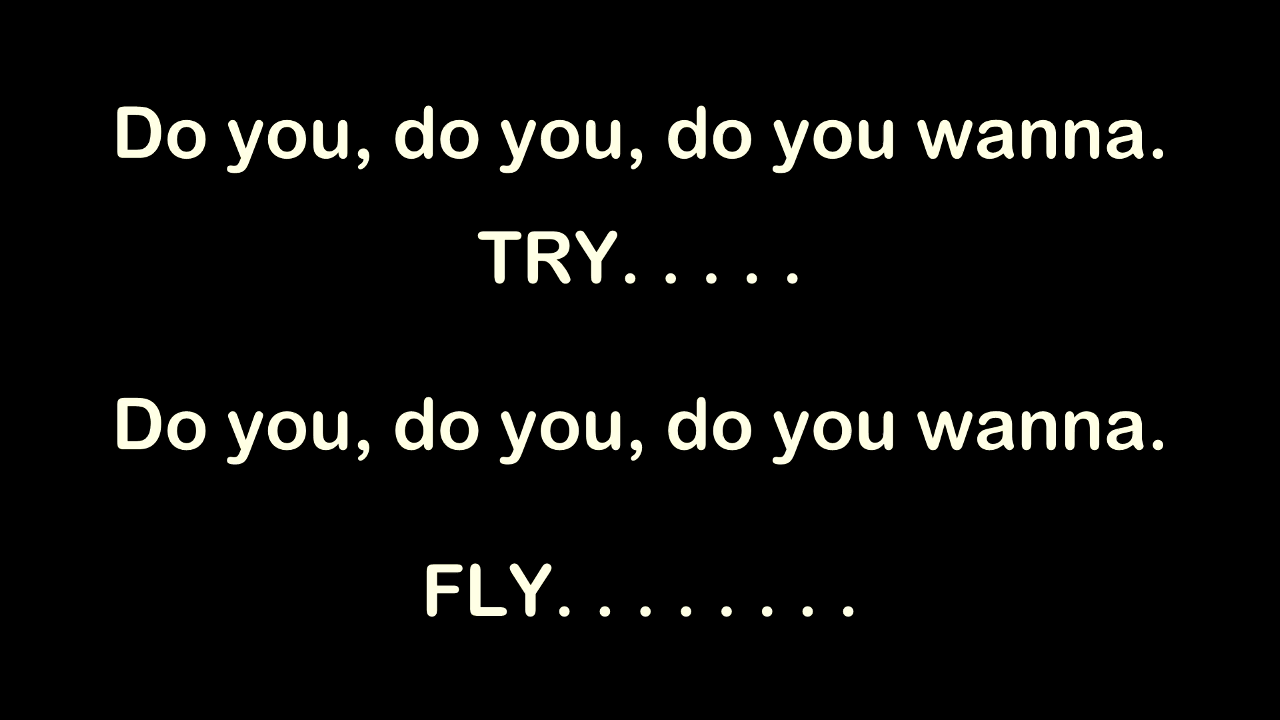 Do you, do you, do you wanna.
TRY. . . . .
Do you, do you, do you wanna.
FLY. . . . . . . .